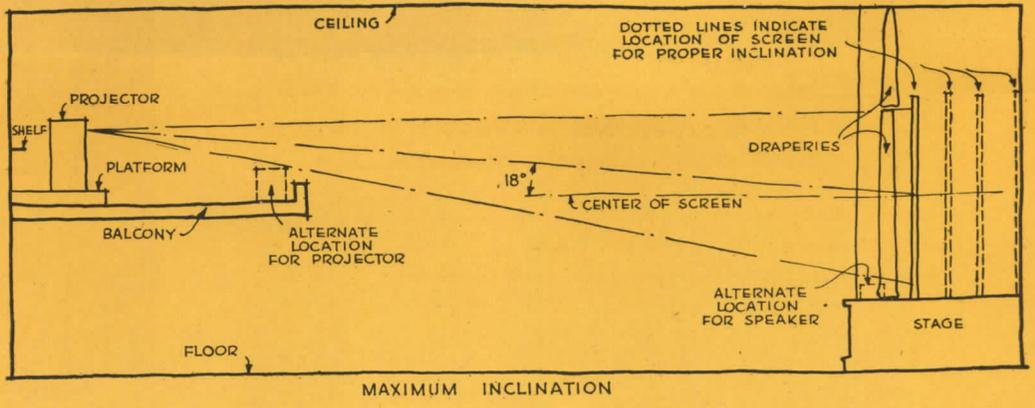 CEILING
DOTTED LINES INDICATE
LOCATION OF SCREEN
FOR PROPER INCLINATION
PROJECTOR
SHELF
PLATFORM
DRAPERIES
18°
CENTER OF SCREEN
BALCONY
ALTERNATE
LOCATION
FOR PROJECTOR
ALTERNATE
LOCATION
FOR SPEAKER
STAGE
FLOOR
MAXIMUM INCLINATION